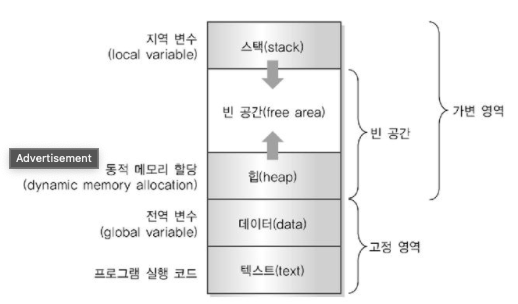 지역 변수
(local variable)
스택(stack)
빈 공간(free area)
가변 영역
빈 공간
Advertisement
동적 메모리 할당
(dynamic memory allocation)
힙(heap)
전역 변수
(global variable)
데이터(data)
고정 영역
프로그램 실행 코드
텍스트(text)